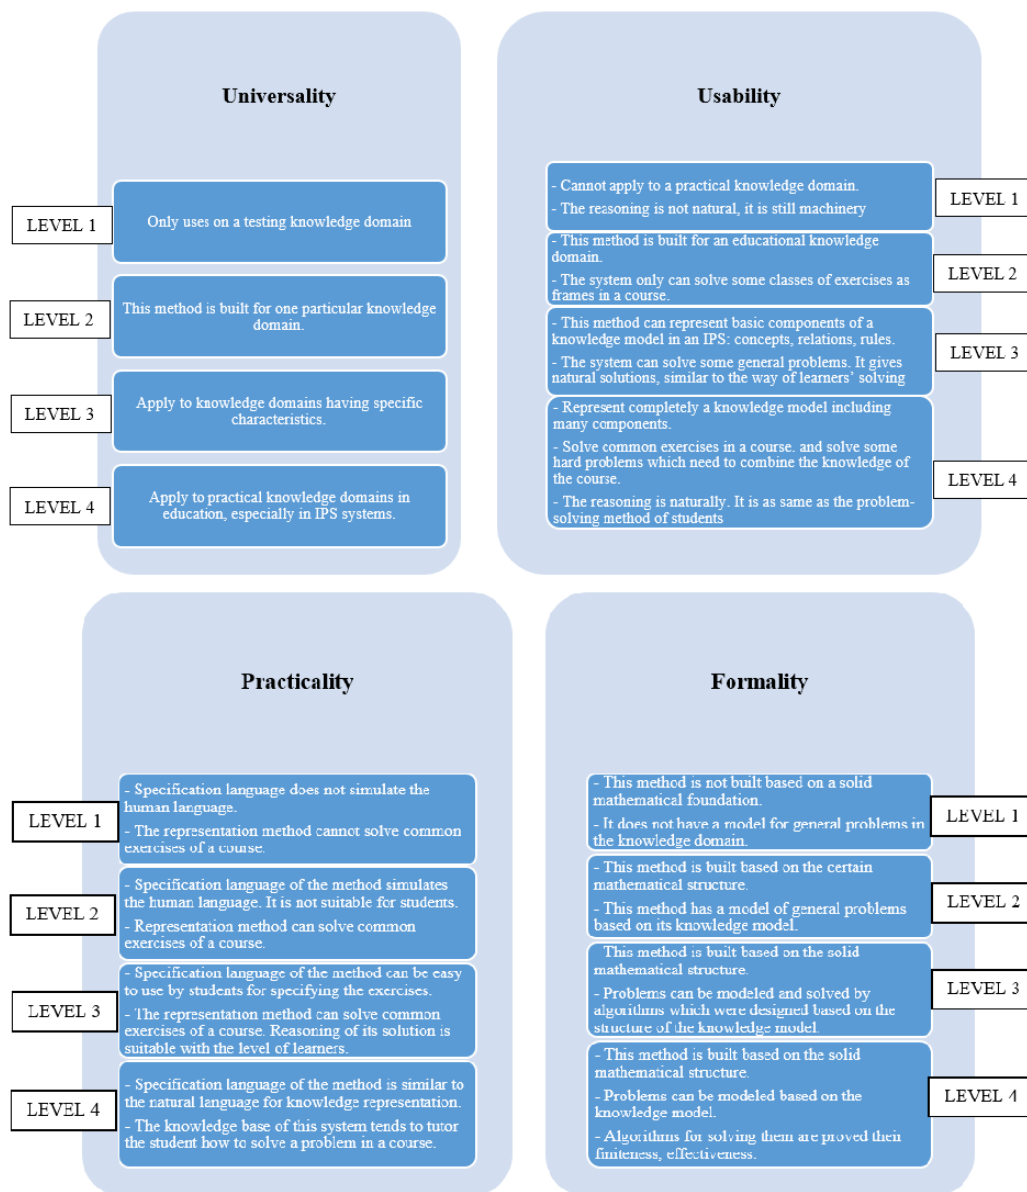 Universality
LEVEL 1
Only uses on a testing knowledge domain
LEVEL 2
This method is built for one particular knowledge
domain.
LEVEL 3
Apply to knowledge domains having specific
characteristics.
LEVEL 4
Apply to practical knowledge domains in
education, especially in IPS systems.
Usability
- Cannot apply to a practical knowledge domain.
- The reasoning is not natural, it is still machinery
LEVEL 1
- This method is built for an educational knowledge
domain.
- The system only can solve some classes of exercises as
frames in a course.
LEVEL 2
- This method can represent basic components of a
knowledge model in an IPS: concepts, relations, rules.
- The system can solve some general problems. It gives
natural solutions, similar to the way of learners’ solving
LEVEL 3
- Represent completely a knowledge model including
many components.
- Solve common exercises in a course. and solve some
hard problems which need to combine the knowledge of
the course.
- The reasoning is naturally. It is as same as the problem-
solving method of students
LEVEL 4
Practicality
LEVEL 1
- Specification language does not simulate the
human language.
- The representation method cannot solve common
exercises of a course.
LEVEL 2
- Specification language of the method simulates
the human language. It is not suitable for students.
- Representation method can solve common
exercises of a course.
LEVEL 3
- Specification language of the method can be easy
to use by students for specifying the exercises.
- The representation method can solve common
exercises of a course. Reasoning of its solution is
suitable with the level of learners.
LEVEL 4
- Specification language of the method is similar to
the natural language for knowledge representation.
- The knowledge base of this system tends to tutor
the student how to solve a problem in a course.
Formality
- This method is not built based on a solid
mathematical foundation.
- It does not have a model for general problems in
the knowledge domain.
LEVEL 1
- This method is built based on the certain
mathematical structure.
- This method has a model of general problems
based on its knowledge model.
LEVEL 2
This method is built based on the solid
mathematical structure.
- Problems can be modeled and solved by
algorithms which were designed based on the
structure of the knowledge model.
LEVEL 3
- This method is built based on the solid
mathematical structure.
- Problems can be modeled based on the
knowledge model.
- Algorithms for solving them are proved their
finiteness, effectiveness.
LEVEL 4